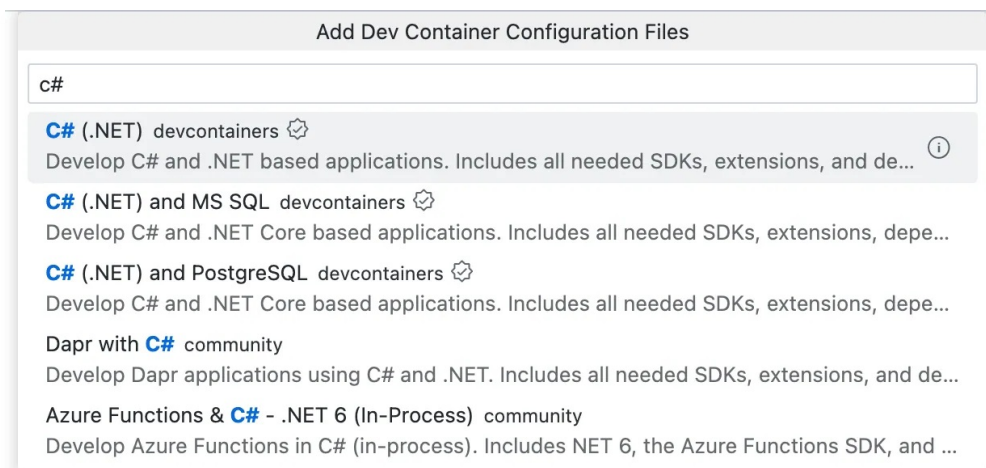 Add Dev Container Configuration Files
c#
C# (.NET) devcontainers
Develop C# and .NET based applications. Includes all needed SDKs, extensions, and de...
C# (.NET) and MS SQL devcontainers
Develop C# and .NET Core based applications. Includes all needed SDKs, extensions, depe...
C# (.NET) and PostgreSQL devcontainers
Develop C# and .NET Core based applications. Includes all needed SDKs, extensions, depe...
Dapr with C# community
Develop Dapr applications using C# and .NET. Includes all needed SDKs, extensions, and de...
Azure Functions & C# - .NET 6 (In-Process) community
Develop Azure Functions in C# (in-process). Includes NET 6, the Azure Functions SDK, and ...